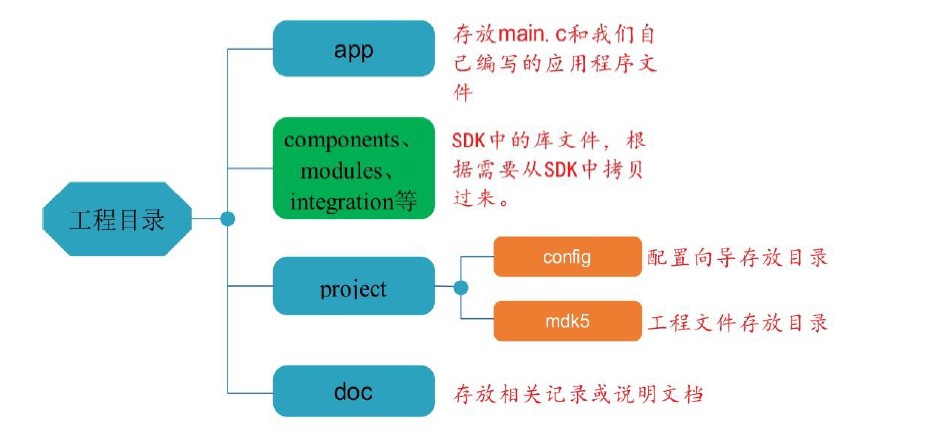 app
存放main.c和我们自
己编写的应用程序文
件
components、
modules、
integration等
SDK中的库文件，根
据需要从SDK中拷贝
过来。
工程目录
project
config
配置向导存放目录
mdk5
工程文件存放目录
doc
存放相关记录或说明文档